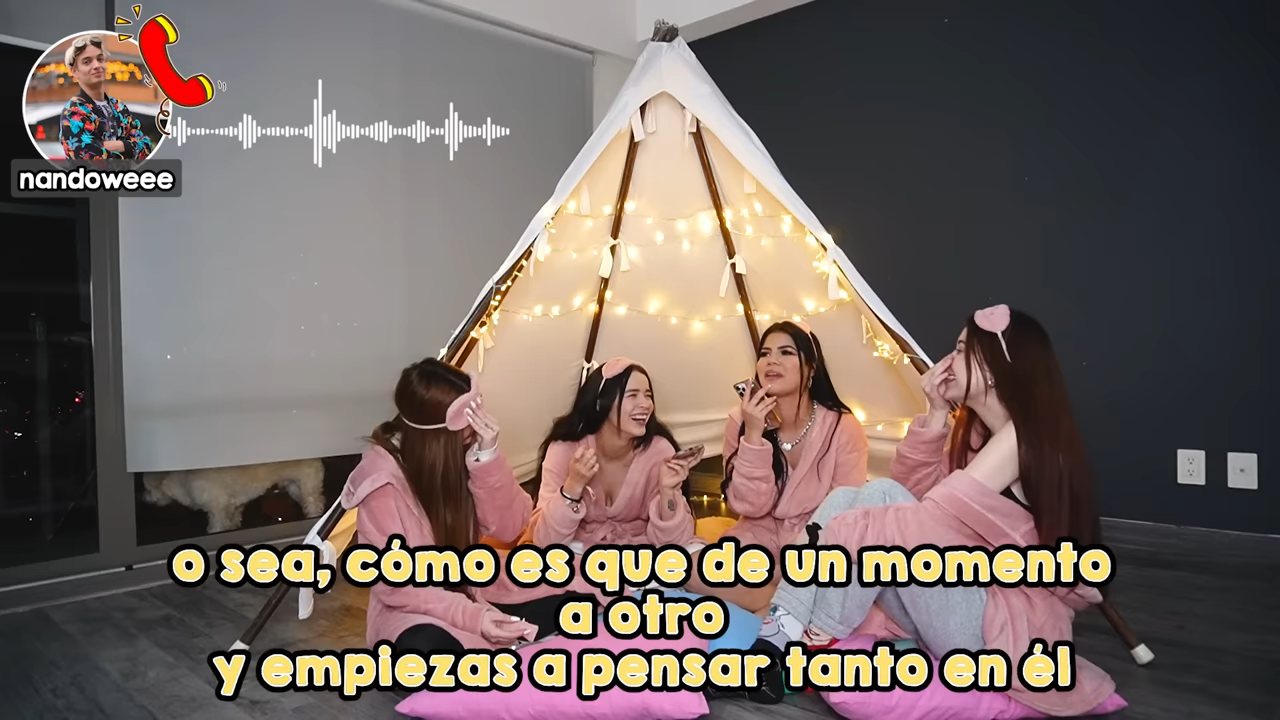 nandoweee
o sea, cómo es que de un momento
a otro
y empiezas a pensar tanto en él